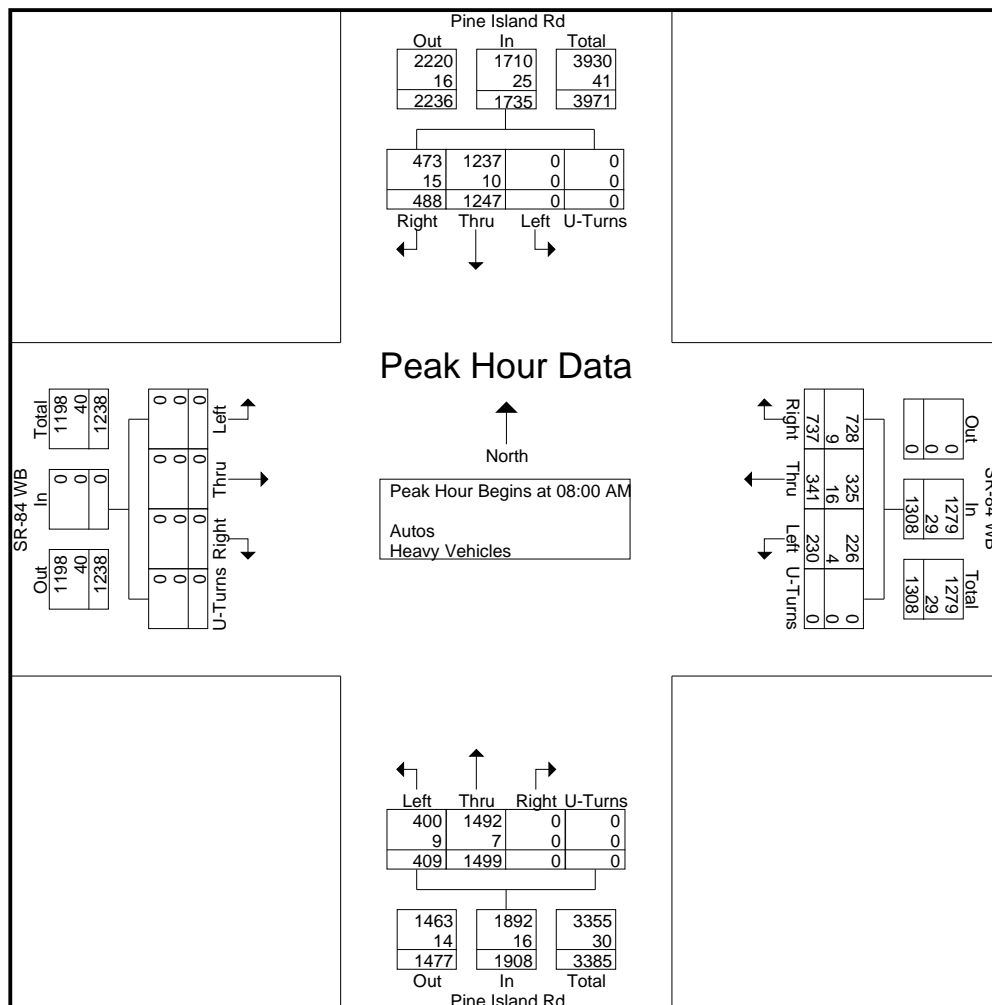 Pine Island Rd
Out In Total
2220 1710 3930
16 25 41
2236 1735 3971
473 1237 0 0
15 10 0 0
488 1247 0 0
Right Thru Left U-Turns
Peak Hour Data
North
Peak Hour Begins at 08:00 AM
Autos
Heavy Vehicles
SR-84 WB
Out In Total
1198 0 1198
40 0 40
1238 0 1238
U-Turns Right Thru Left
0 0 0 0
0 0 0 0
0 0 0 0
SR-84 WB
Out In Total
0 1279 1279
0 29 29
0 1308 1308
728 325 226 0
9 16 4 0
737 341 230 0
Right Thru Left U-Turns
Left Thru Right U-Turns
400 1492 0 0
9 7 0 0
409 1499 0 0
1463 1892 3355
14 16 30
1477 1908 3385
Out In Total
Pine Island Rd